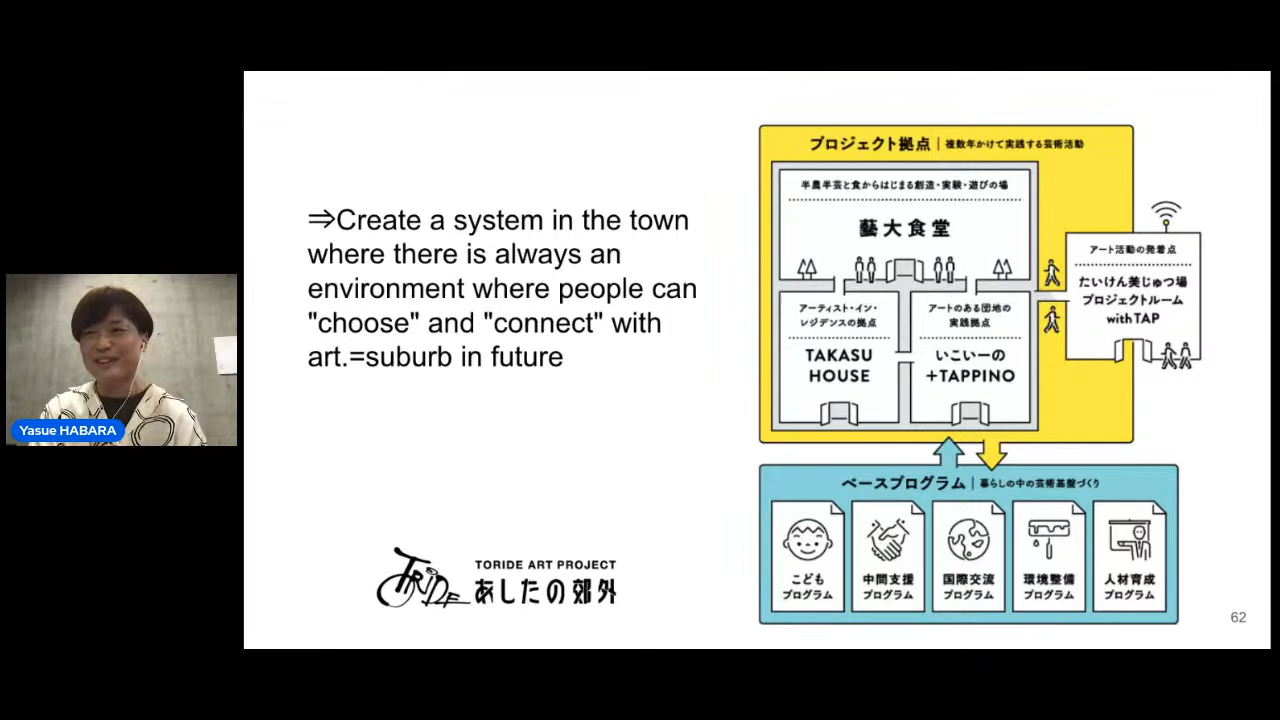 ⇒Create a system in the town
where there is always an
environment where people can
"choose" and "connect" with
art.=suburb in future
Yasue HABARA
TRiDE
TORIDE ART PROJECT
あしたの郊外
プロジェクト拠点|複数年かけて実践する芸術活動
半農半芸と食からはじまる創造・実験・遊びの場
藝大食堂
アーティスト・イン・
レジデンスの拠点
TAKASU
HOUSE
アートのある団地の
実践拠点
いこいーの
+TAPPINO
アート活動の発着点
たいけん美じゅつ場
プロジェクトルーム
with TAP
ベースプログラム|暮らしの中の芸術基盤づくり
こども
プログラム
中間支援
プログラム
国際交流
プログラム
環境整備
プログラム
人材育成
プログラム
62